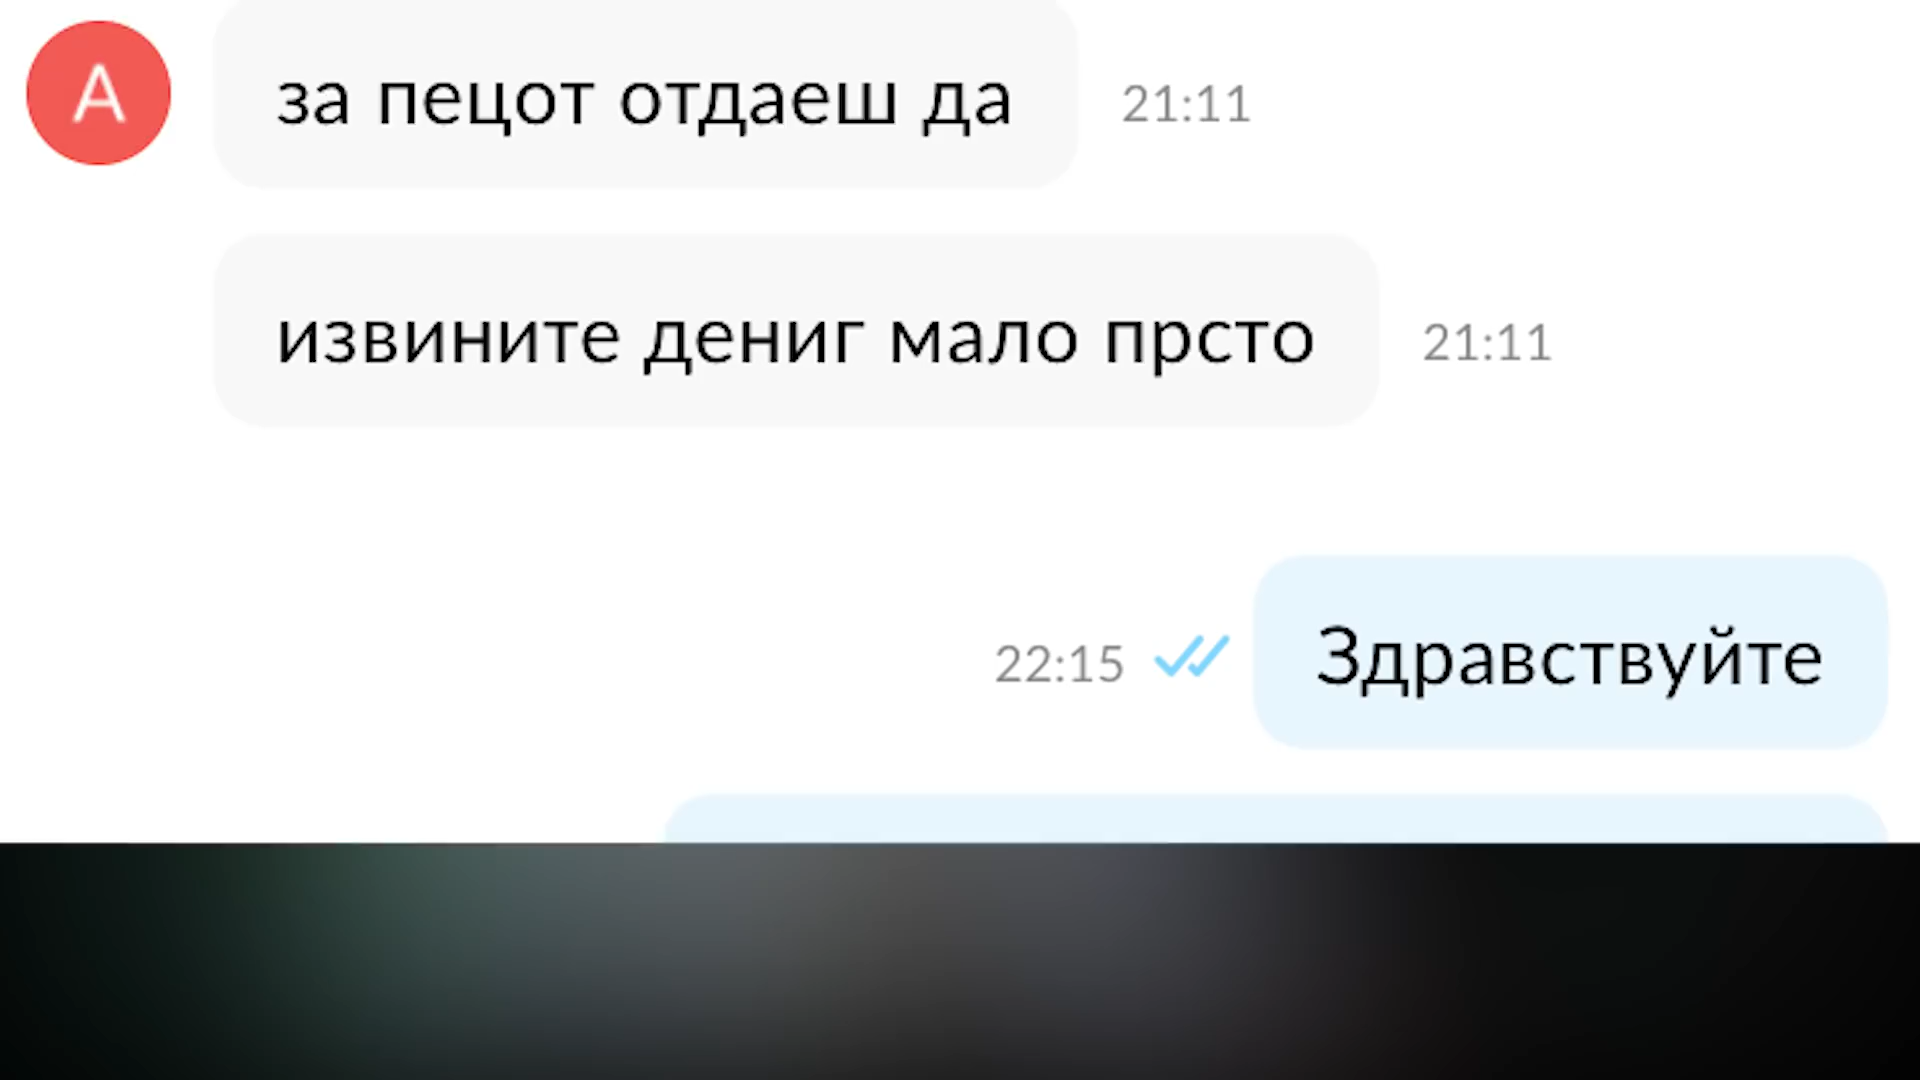 А
за пецот отдаеш да
21:11
извините дениг мало прсто
21:11
22:15
Здравствуйте